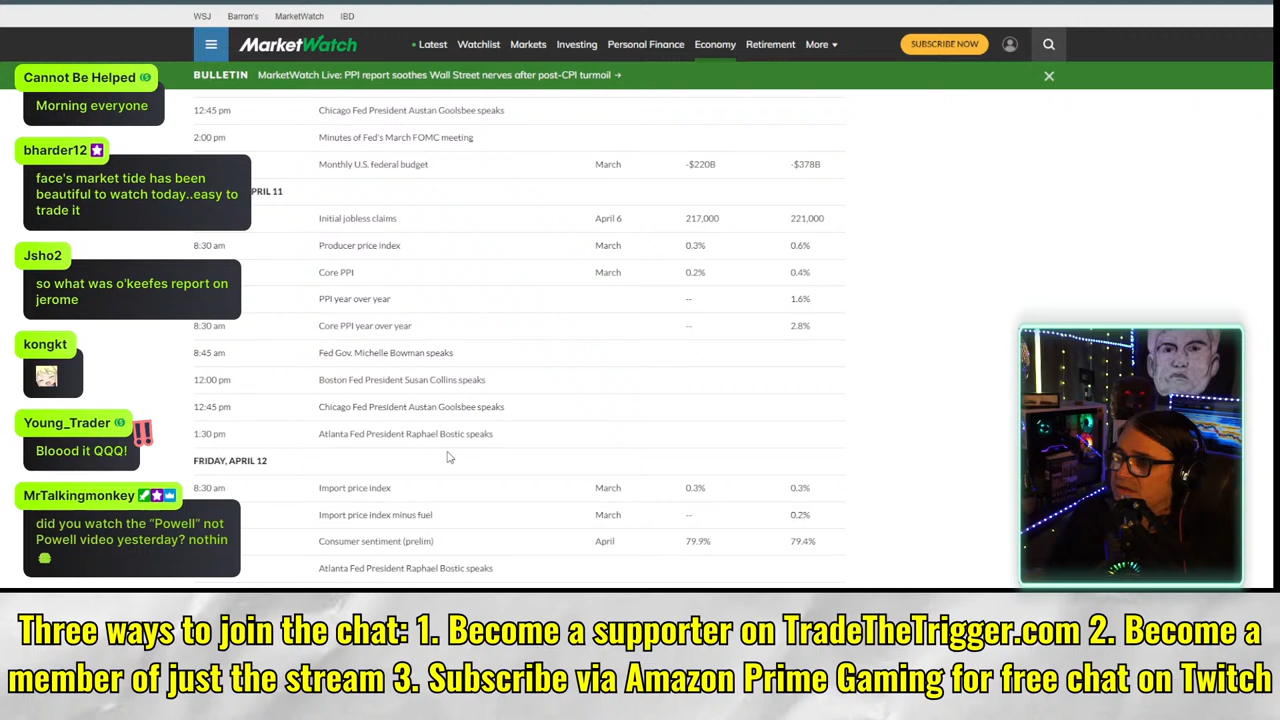 WSJ Barron's MarketWatch IBD
MarketWatch Latest Watchlist Markets Investing Personal Finance Economy Retirement More SUBSCRIBE NOW
BULLETIN MarketWatch Live: PPI report soothes Wall Street nerves after post-CPI turmoil →
12:45 pm Chicago Fed President Austan Goolsbee speaks
2:00 pm Minutes of Fed's March FOMC meeting
Monthly U.S. federal budget March -$220B -$378B
PRIL 11
Initial jobless claims April 6 217,000 221,000
8:30 am Producer price index March 0.3% 0.6%
Core PPI March 0.2% 0.4%
PPI year over year -- 1.6%
8:30 am Core PPI year over year -- 2.8%
8:45 am Fed Gov. Michelle Bowman speaks
12:00 pm Boston Fed President Susan Collins speaks
12:45 pm Chicago Fed President Austan Goolsbee speaks
1:30 pm Atlanta Fed President Raphael Bostic speaks
FRIDAY, APRIL 12
8:30 am Import price index March 0.3% 0.3%
Import price index minus fuel March -- 0.2%
Consumer sentiment (prelim) April 79.9% 79.4%
Atlanta Fed President Raphael Bostic speaks
Cannot Be Helped
Morning everyone
bharder12
face's market tide has been
beautiful to watch today..easy to
trade it
Jsho2
so what was o'keefes report on
jerome
kongkt
Young_Trader
Bloood it QQQ!
MrTalkingmonkey
did you watch the "Powell" not
Powell video yesterday? nothin
Three ways to join the chat: 1. Become a supporter on TradeTheTrigger.com 2. Become a
member of just the stream 3. Subscribe via Amazon Prime Gaming for free chat on Twitch